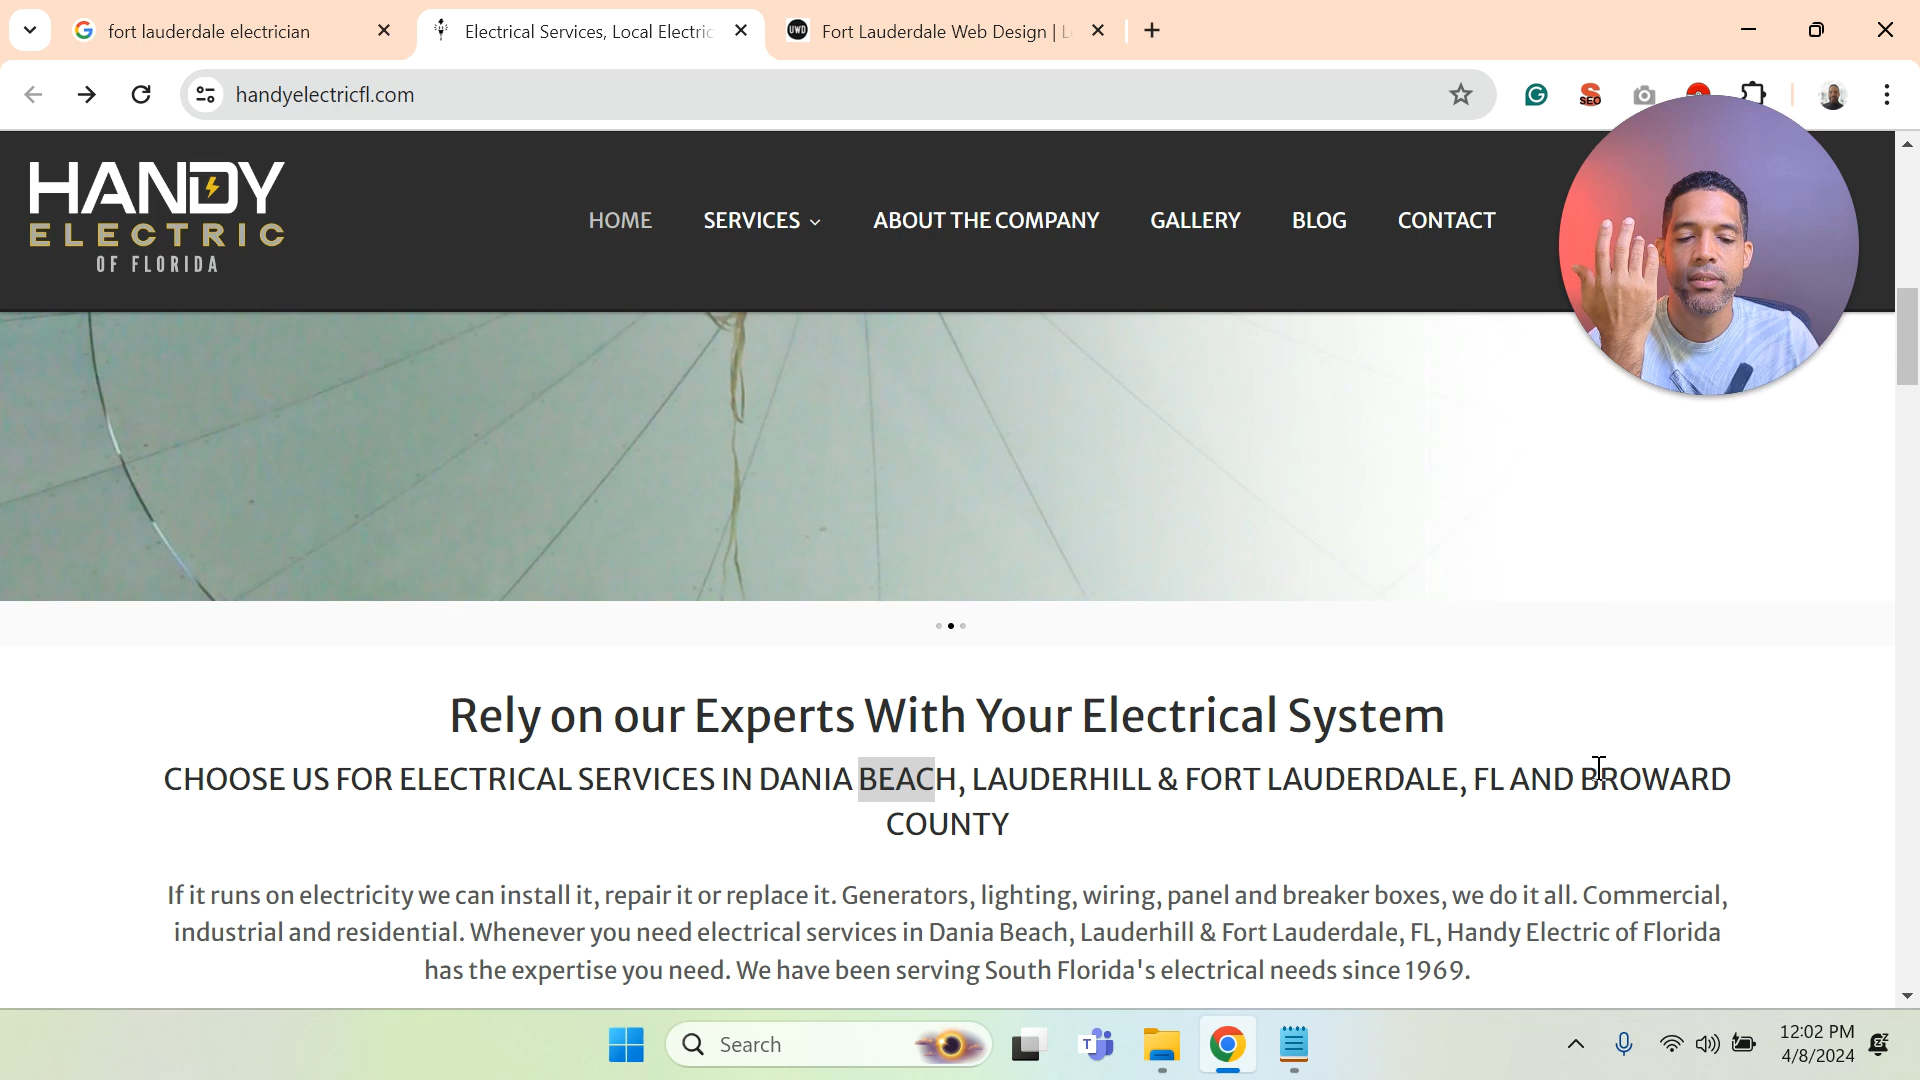 fort lauderdale electrician
Electrical Services, Local Electric
UWD
Fort Lauderdale Web Design | L
handyelectricfl.com
SEO
HANDY
ELECTRIC
OF FLORIDA
HOME
SERVICES
ABOUT THE COMPANY
GALLERY
BLOG
CONTACT
Rely on our Experts With Your Electrical System
CHOOSE US FOR ELECTRICAL SERVICES IN DANIA BEACH, LAUDERHILL & FORT LAUDERDALE, FL AND BROWARD
COUNTY
If it runs on electricity we can install it, repair it or replace it. Generators, lighting, wiring, panel and breaker boxes, we do it all. Commercial,
industrial and residential. Whenever you need electrical services in Dania Beach, Lauderhill & Fort Lauderdale, FL, Handy Electric of Florida
has the expertise you need. We have been serving South Florida's electrical needs since 1969.
Search
12:02 PM
4/8/2024